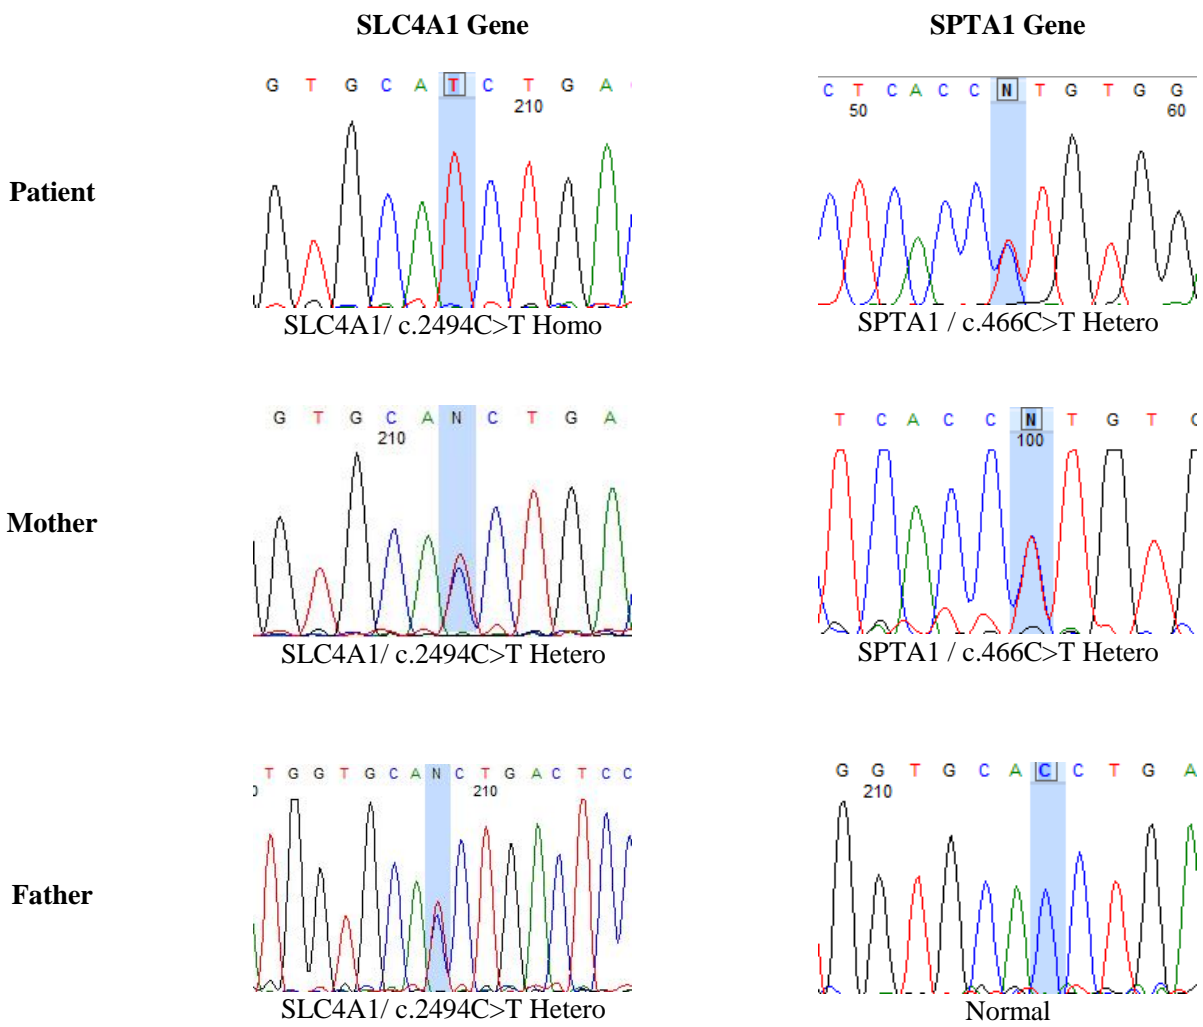 SLC4A1 Gene
SPTA1 Gene
G T G C A T C T G A
210
C T C A C C N T G T G G
50 60
Patient
SLC4A1/ c.2494C>T Homo
SPTA1 / c.466C>T Hetero
G T G C A N C T G A
210
T C A C C N T G T
100
Mother
SLC4A1/ c.2494C>T Hetero
SPTA1 / c.466C>T Hetero
T G G T G C A N C T G A C T C C
210
G G T G C A C C T G A
210
Father
SLC4A1/ c.2494C>T Hetero
Normal